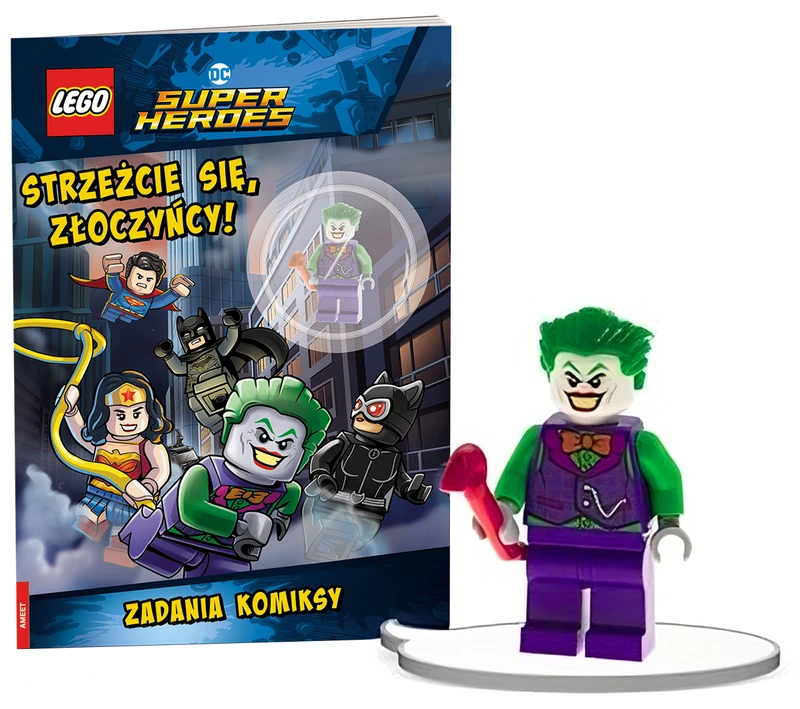 LEGO
DC
SUPER
HEROES
STRZEŻCIE SIĘ,
ZŁOCZYŃCY!
ZADANIA KOMIKSY
AMEET